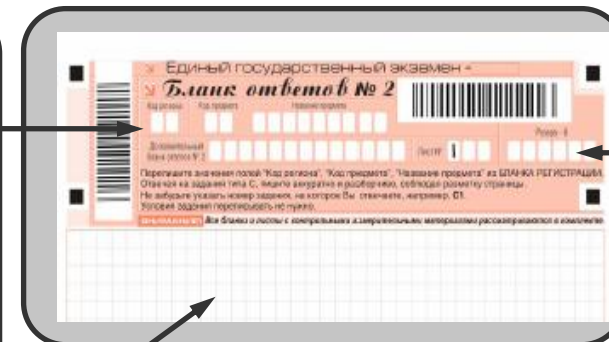 Единый государственный экзамен -
Бланк ответов № 2
Код региона Код предмета Название предмета
Резерв - 8
Дополнительный
бланк ответов № 2
Лист № 1
Перепишите значения полей "Код региона", "Код предмета", "Название предмета" из БЛАНКА РЕГИСТРАЦИИ.
Отвечая на задания типа С, пишите аккуратно и разборчиво, соблюдая разметку страницы.
Не забудьте указать номер задания, на которое Вы отвечаете, например, С1.
Условия задания переписывать не нужно.
ВНИМАНИЕ! Все бланки и листы с контрольными измерительными материалами рассматриваются в комплекте